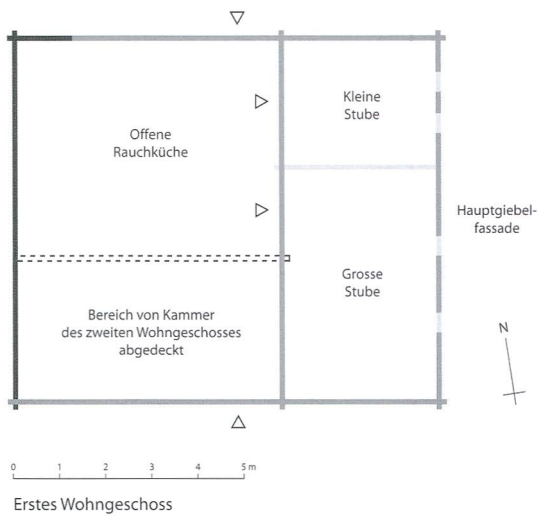 Offene
Rauchküche
Kleine
Stube
Hauptgiebel-
fassade
Grosse
Stube
Bereich von Kammer
des zweiten Wohngeschosses
abgedeckt
N
0 1 2 3 4 5 m
Erstes Wohngeschoss